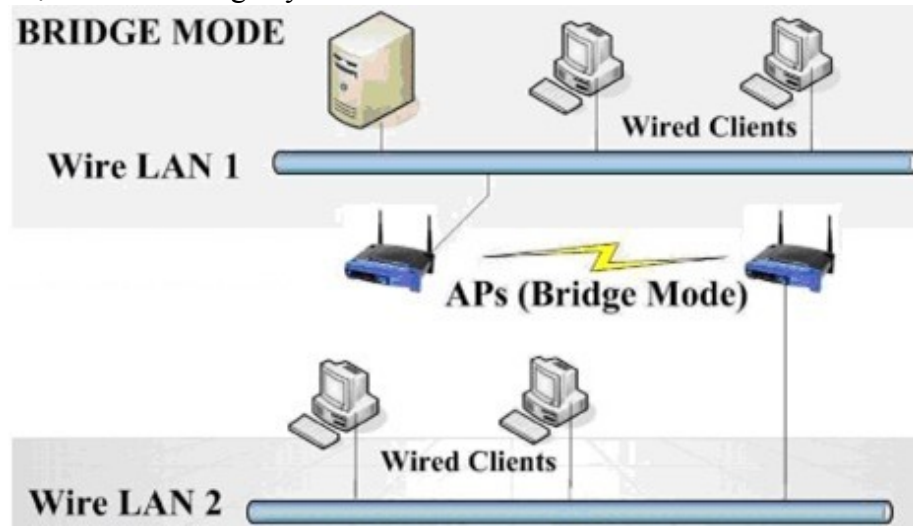 BRIDGE MODE
Wired Clients
Wire LAN 1
APs (Bridge Mode)
Wired Clients
Wire LAN 2